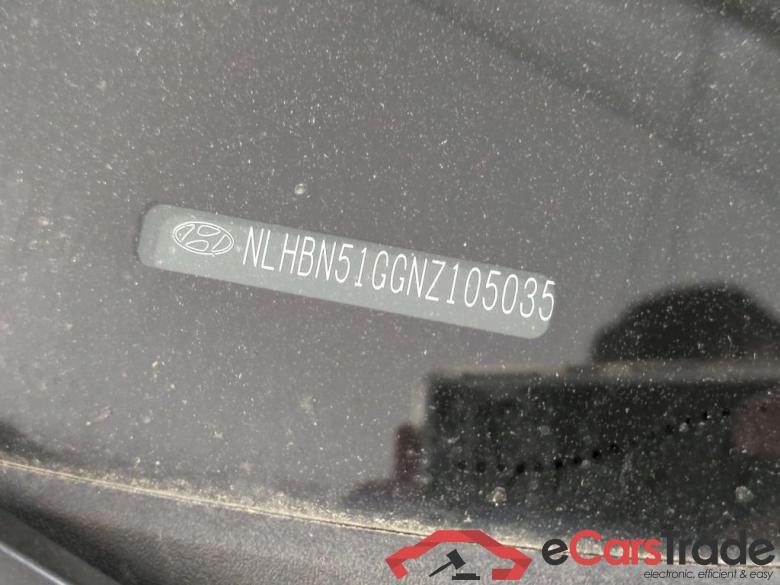 NLHBN51GGNZ105035
eCarsTrade
electronic, efficient & easy